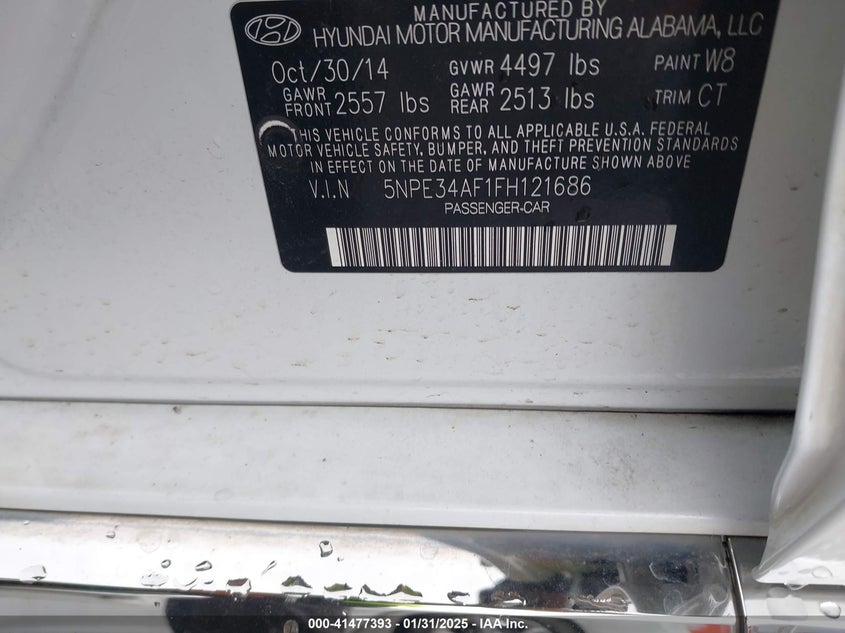 MANUFACTURED BY
HYUNDAI MOTOR MANUFACTURING ALABAMA, LLC
Oct/30/14 GVWR 4497 lbs PAINT W8
GAWR FRONT 2557 lbs GAWR REAR 2513 lbs TRIM CT
THIS VEHICLE CONFORMS TO ALL APPLICABLE U.S.A. FEDERAL
MOTOR VEHICLE SAFETY, BUMPER, AND THEFT PREVENTION STANDARDS
IN EFFECT ON THE DATE OF MANUFACTURE SHOWN ABOVE
V.I.N 5NPE34AF1FH121686
PASSENGER-CAR
000-41477393 - 01/31/2025 - IAA Inc.